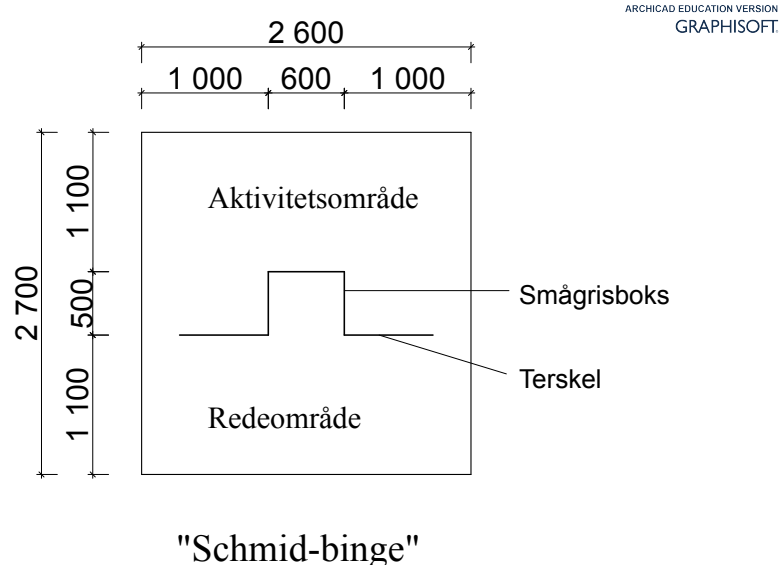 ARCHICAD EDUCATION VERSION
GRAPHISOFT.
2 600
1 000 600 1 000
2 700
1 100
500
1 100
Aktivitetsområde
Smågrisboks
Terskel
Redeområde
"Schmid-binge"